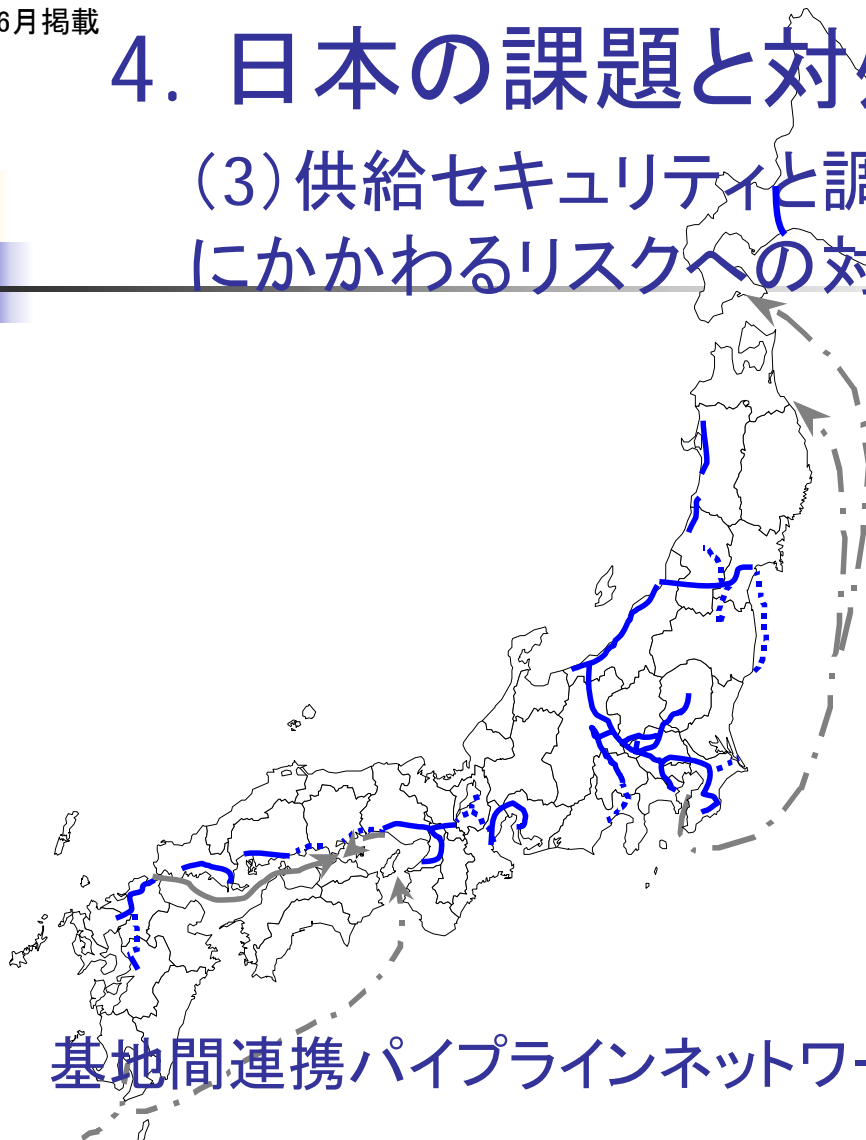 6月掲載
4. 日本の課題と対
（3）供給セキュリティと調
にかかわるリスクへの対
基地間連携パイプラインネットワー